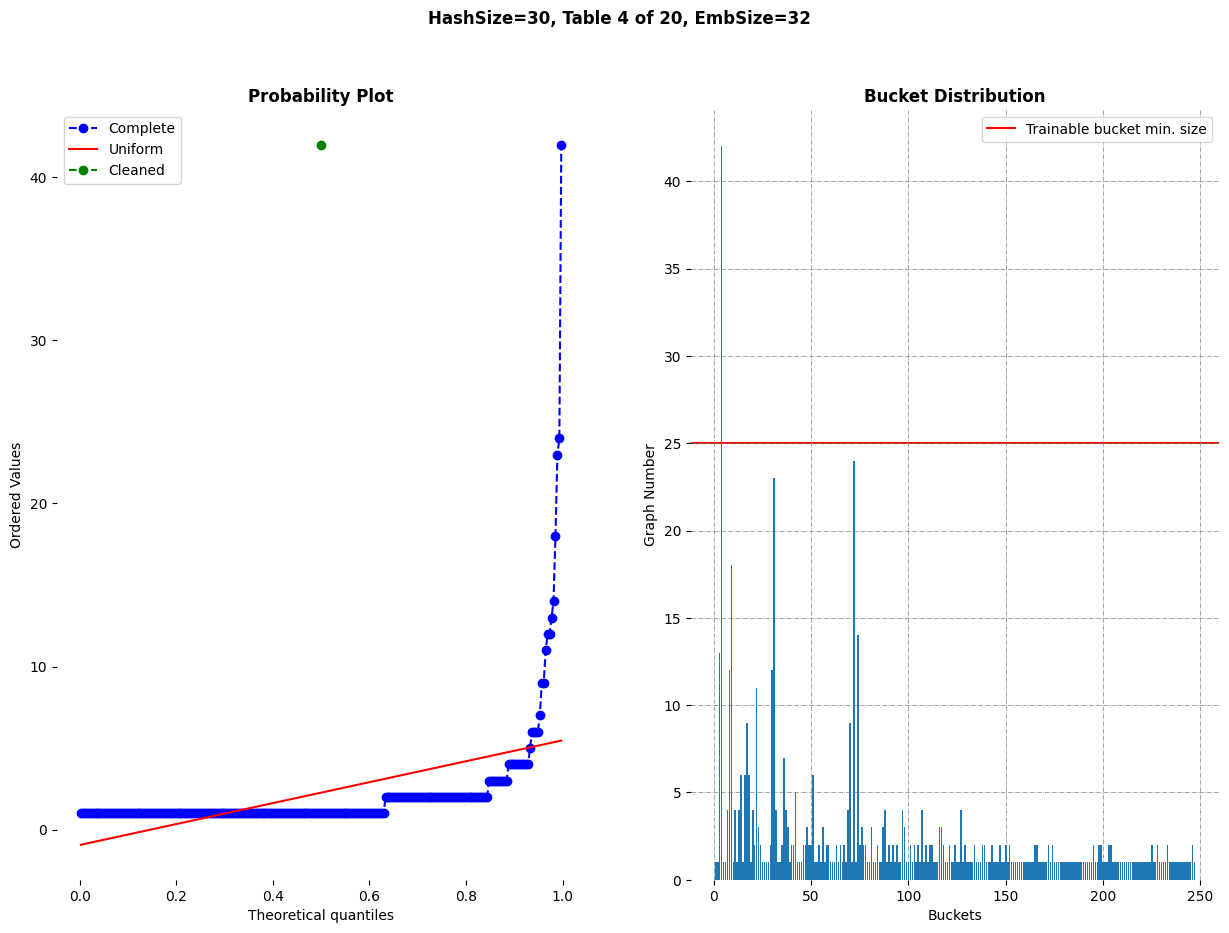 HashSize=30, Table 4 of 20, EmbSize=32
Probability Plot
Complete
Uniform
Cleaned
40
30
20
10
0
Ordered Values
0.0 0.2 0.4 0.6 0.8 1.0
Theoretical quantiles
Bucket Distribution
Trainable bucket min. size
40
35
30
25
20
15
10
5
0
Graph Number
0 50 100 150 200 250
Buckets